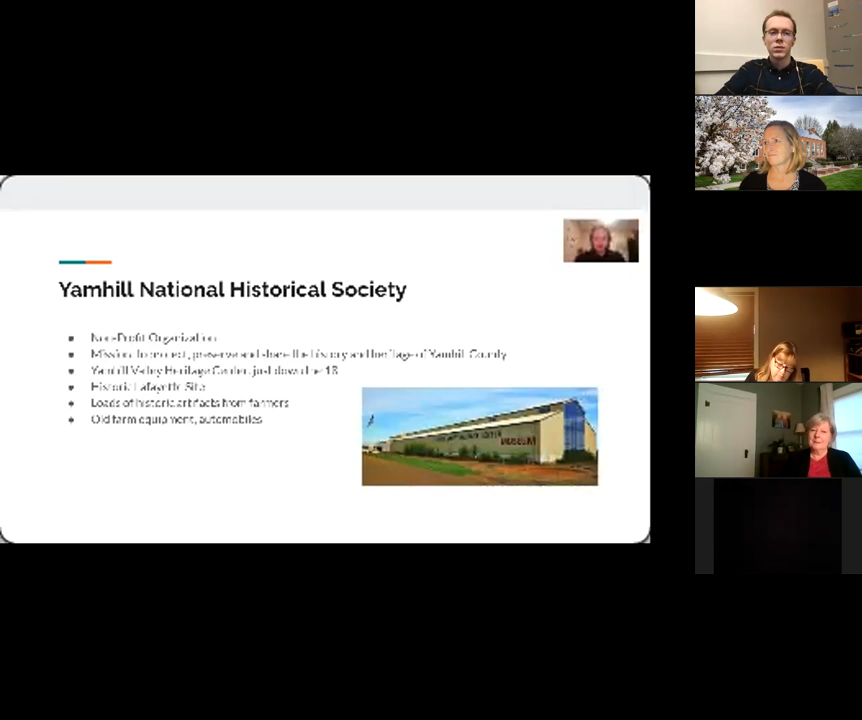 Yamhill National Historical Society
Non-Profit Organization
Mission: to protect, preserve and share the history and heritage of Yamhill County
Yamhill Valley Heritage Center, just down the 18
Historic Lafayette Site
Loads of historic artifacts from farmers
Old farm equipment, automobiles
MUSEUM